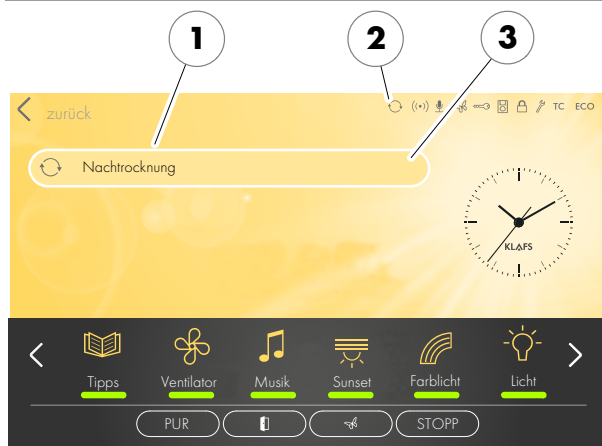 1 2 3
zurück TC ECO
Nachtrocknung
KLAFS
Tipps Ventilator Musik Sunset Farblicht Licht
PUR STOPP